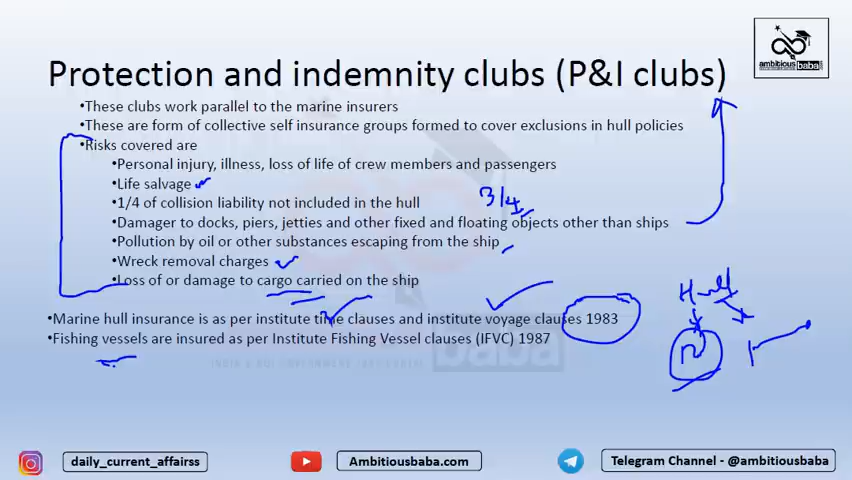 ambitious baba
Protection and indemnity clubs (P&I clubs)
•These clubs work parallel to the marine insurers
•These are form of collective self insurance groups formed to cover exclusions in hull policies
•Risks covered are
•Personal injury, illness, loss of life of crew members and passengers
•Life salvage
3/4
•1/4 of collision liability not included in the hull
•Damager to docks, piers, jetties and other fixed and floating objects other than ships
•Pollution by oil or other substances escaping from the ship
•Wreck removal charges
•Loss of or damage to cargo carried on the ship
Hull
•Marine hull insurance is as per institute time clauses and institute voyage clauses 1983
•Fishing vessels are insured as per Institute Fishing Vessel clauses (IFVC) 1987
daily_current_affairss
Ambitiousbaba.com
Telegram Channel - @ambitiousbaba